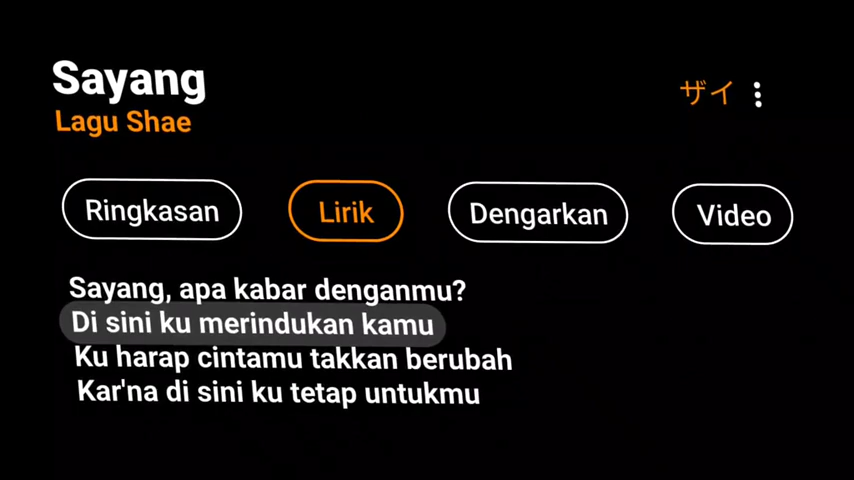 Sayang
Lagu Shae
ザイ
Ringkasan
Lirik
Dengarkan
Video
Sayang, apa kabar denganmu?
Di sini ku merindukan kamu
Ku harap cintamu takkan berubah
Kar'na di sini ku tetap untukmu